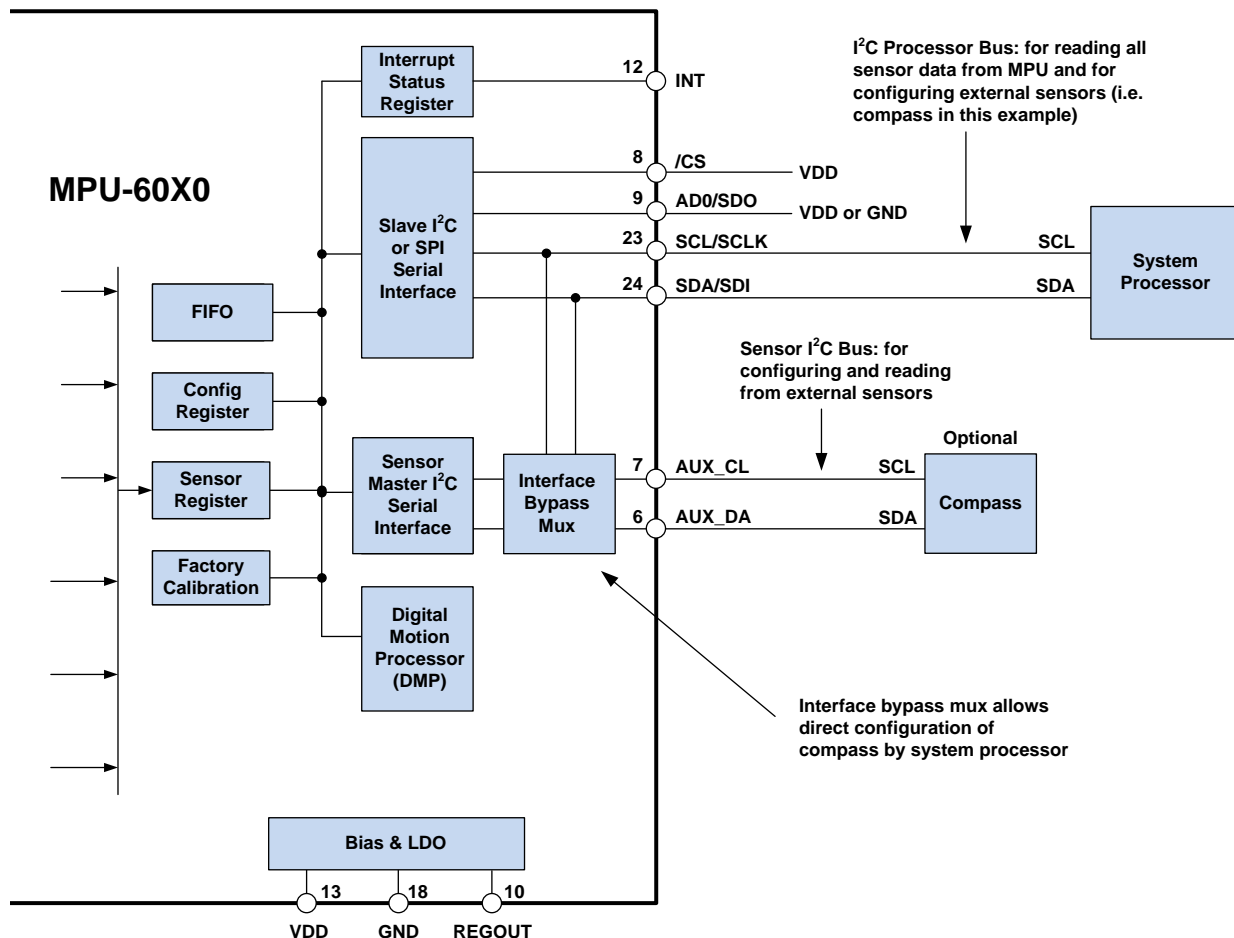 MPU-60X0
Interrupt
Status
Register
12
INT
I²C Processor Bus: for reading all
sensor data from MPU and for
configuring external sensors (i.e.
compass in this example)
Slave I²C
or SPI
Serial
Interface
8
/CS
VDD
9
AD0/SDO
VDD or GND
23
SCL/SCLK
SCL
24
SDA/SDI
SDA
System
Processor
FIFO
Config
Register
Sensor
Register
Factory
Calibration
Sensor I²C Bus: for
configuring and reading
from external sensors
Sensor
Master I²C
Serial
Interface
Interface
Bypass
Mux
7
AUX_CL
SCL
6
AUX_DA
SDA
Optional
Compass
Digital
Motion
Processor
(DMP)
Interface bypass mux allows
direct configuration of
compass by system processor
Bias & LDO
13
18
10
VDD
GND
REGOUT